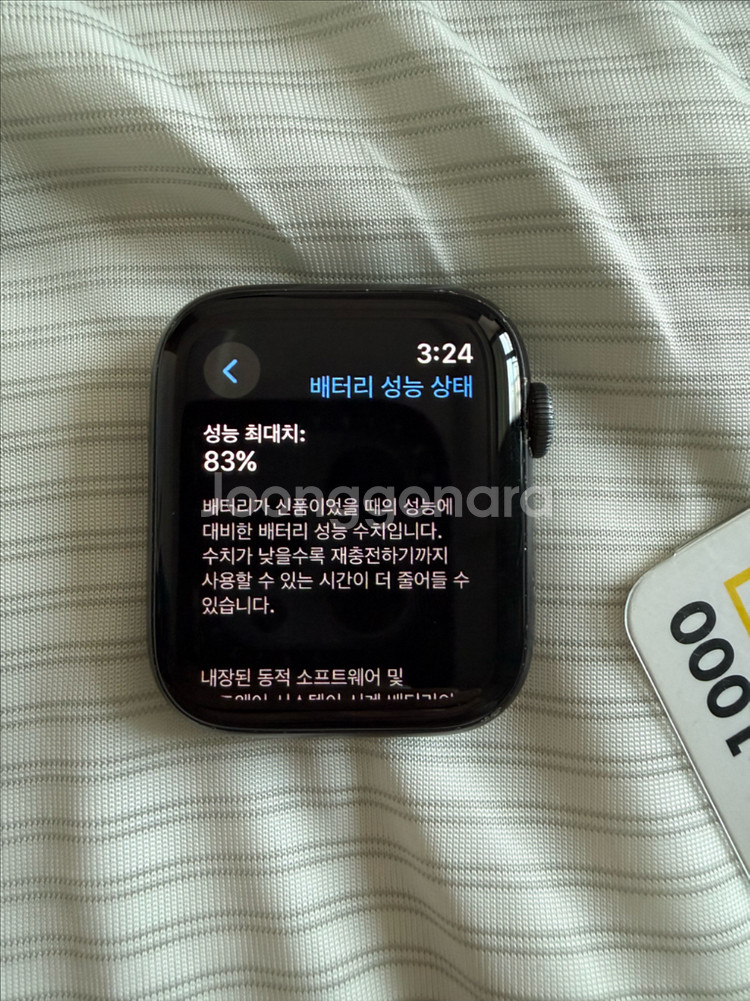 3:24
배터리 성능 상태
성능 최대치:
83%
joonggonara
배터리가 신품이었을 때의 성능에
대비한 배터리 성능 수치입니다.
수치가 낮을수록 재충전하기까지
사용할 수 있는 시간이 더 줄어들 수
있습니다.
내장된 동적 소프트웨어 및
1000